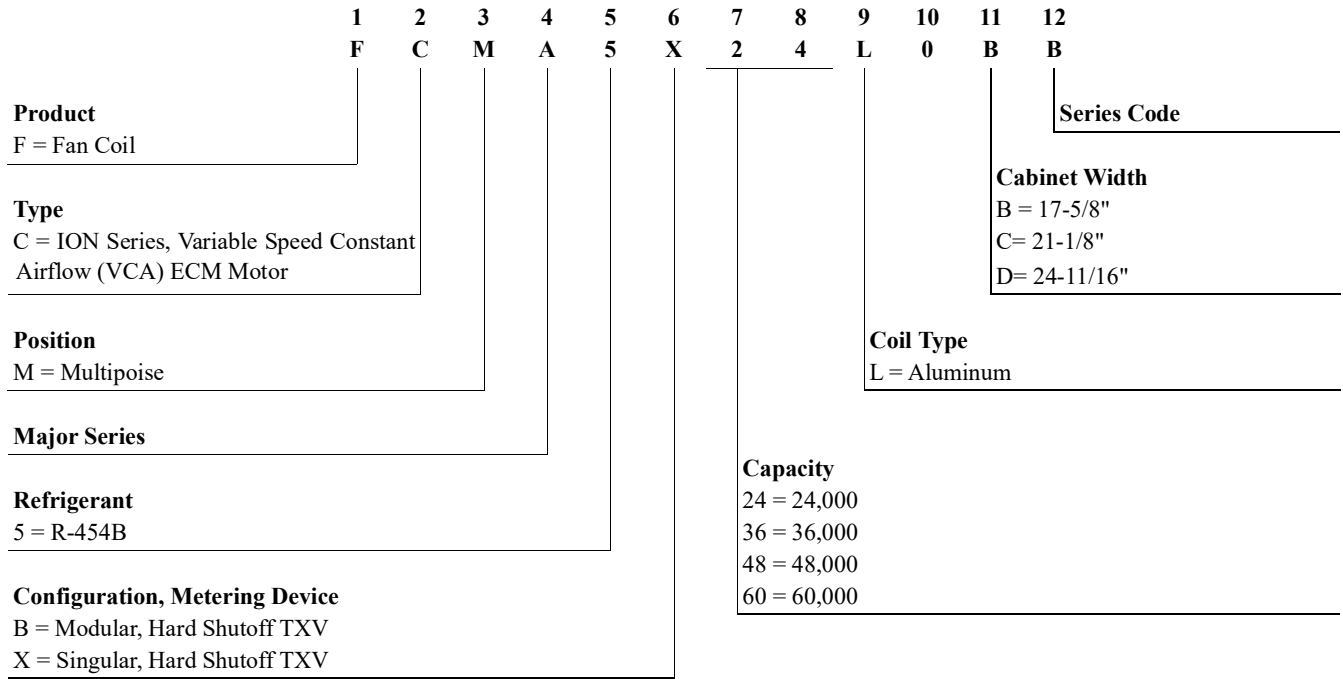 1 2 3 4 5 6 7 8 9 10 11 12
F C M A 5 X 2 4 L 0 B B
Product
F = Fan Coil
Type
C = ION Series, Variable Speed Constant
Airflow (VCA) ECM Motor
Position
M = Multipoise
Major Series
Refrigerant
5 = R-454B
Configuration, Metering Device
B = Modular, Hard Shutoff TXV
X = Singular, Hard Shutoff TXV
Series Code
Cabinet Width
B = 17-5/8"
C= 21-1/8"
D= 24-11/16"
Coil Type
L = Aluminum
Capacity
24 = 24,000
36 = 36,000
48 = 48,000
60 = 60,000